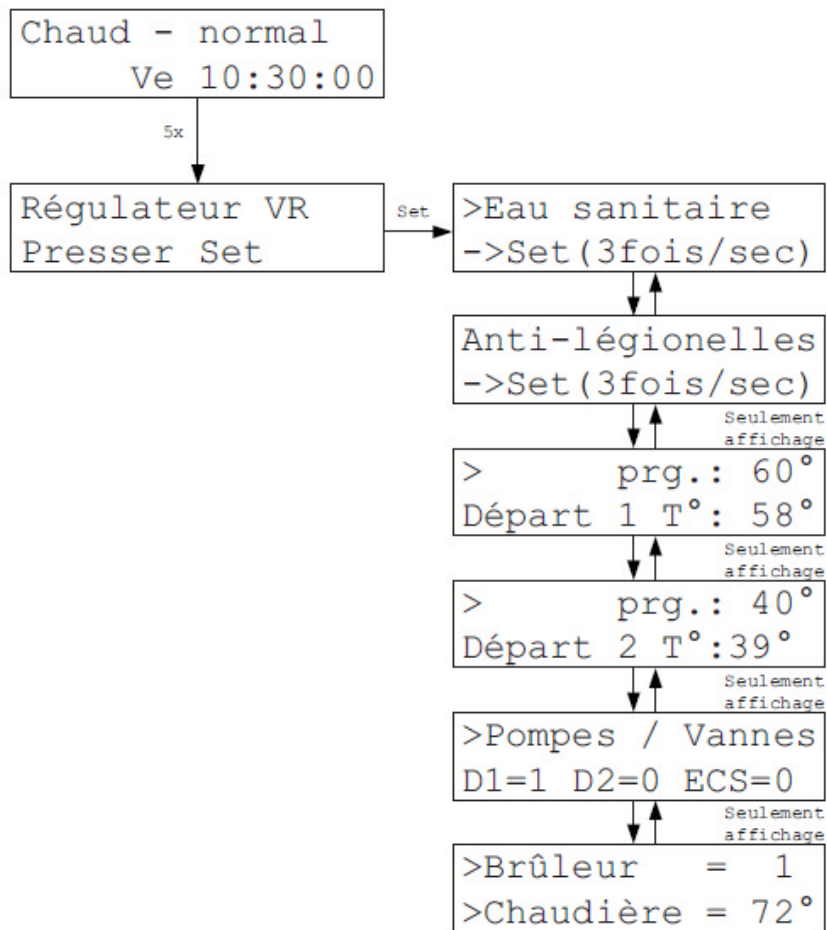 Chaud - normal
Ve 10:30:00
5x
Régulateur VR
Presser Set
Set
>Eau sanitaire
->Set(3fois/sec)
Anti-légionelles
->Set(3fois/sec)
Seulement
affichage
> prg.: 60°
Départ 1 T°: 58°
Seulement
affichage
> prg.: 40°
Départ 2 T°:39°
Seulement
affichage
>Pompes / Vannes
D1=1 D2=0 ECS=0
Seulement
affichage
>Brûleur = 1
>Chaudière = 72°